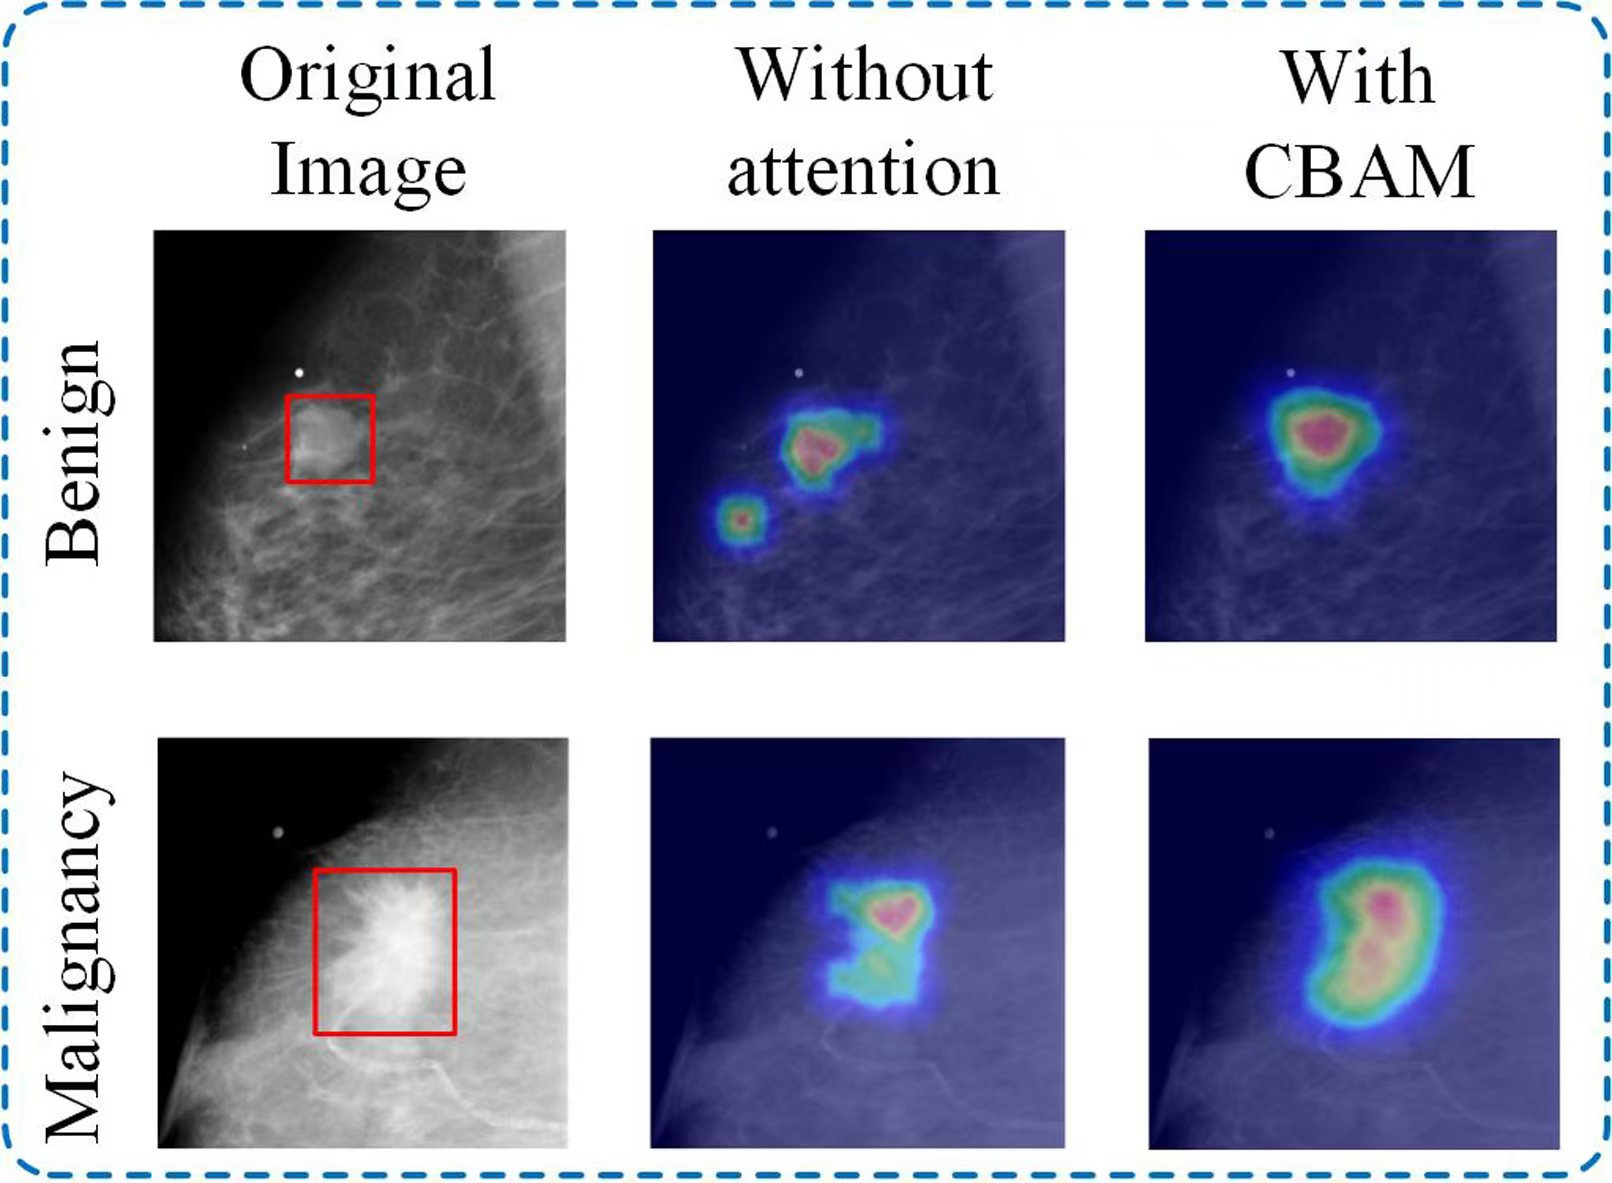 Original
Image
Without
attention
With
CBAM
Benign
Malignancy